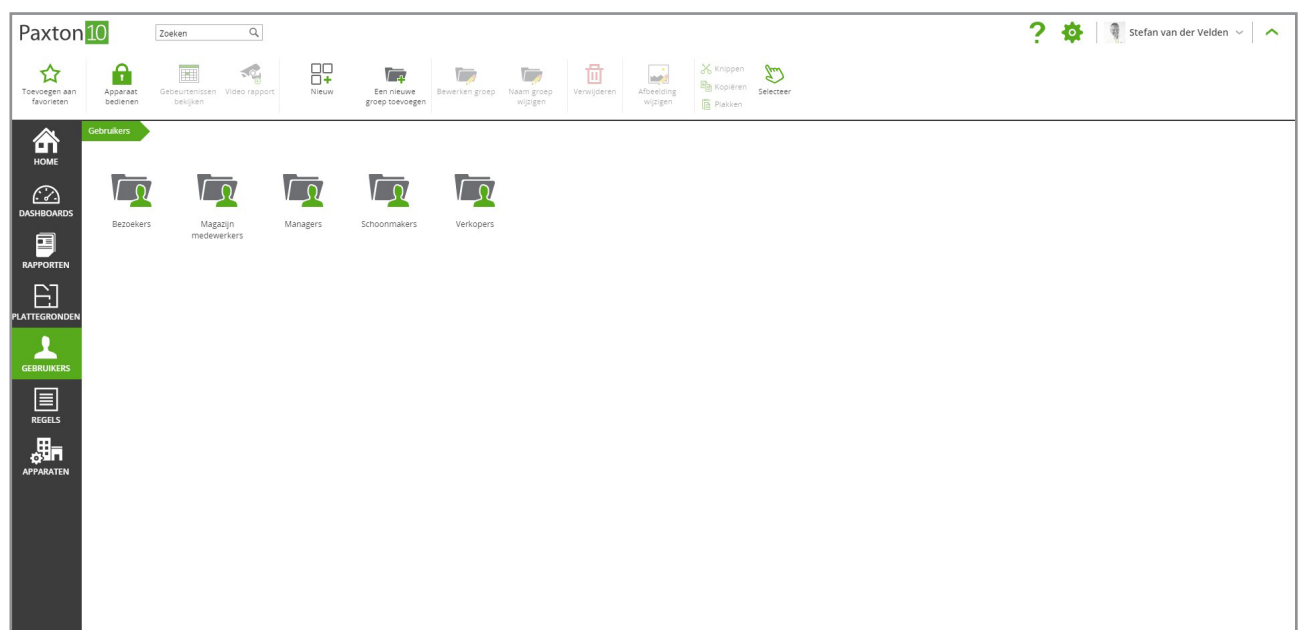 Paxton10
Zoeken
Stefan van der Velden
Toevoegen aan
favorieten
Apparaat
bedienen
Gebeurtenissen
bekijken
Video rapport
Nieuw
Een nieuwe
groep toevoegen
Bewerken groep
Naam groep
wijzigen
Verwijderen
Afbeelding
wijzigen
Knippen
Kopiëren
Plakken
Selecteer
Gebruikers
HOME
DASHBOARDS
RAPPORTEN
PLATTEGRONDEN
GEBRUIKERS
REGELS
APPARATEN
Bezoekers
Magazijn
medewerkers
Managers
Schoonmakers
Verkopers